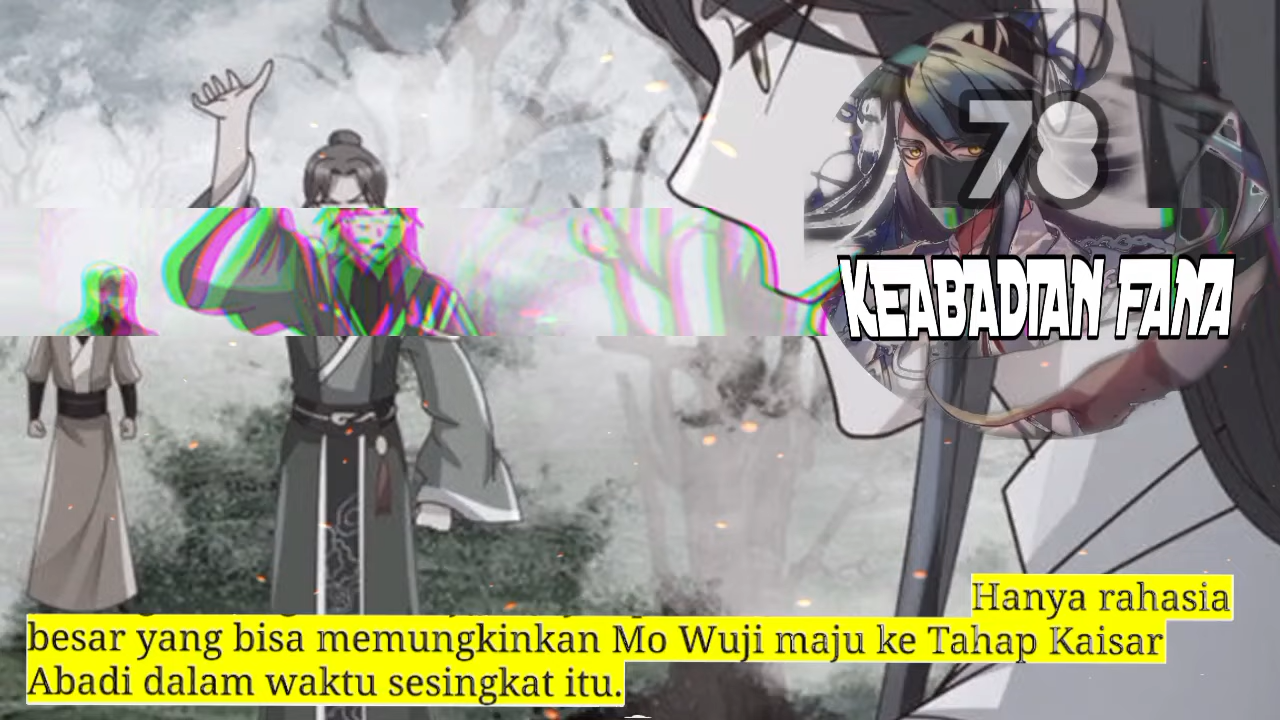 78
KEABADIAN FANA
Hanya rahasia
besar yang bisa memungkinkan Mo Wuji maju ke Tahap Kaisar
Abadi dalam waktu sesingkat itu.